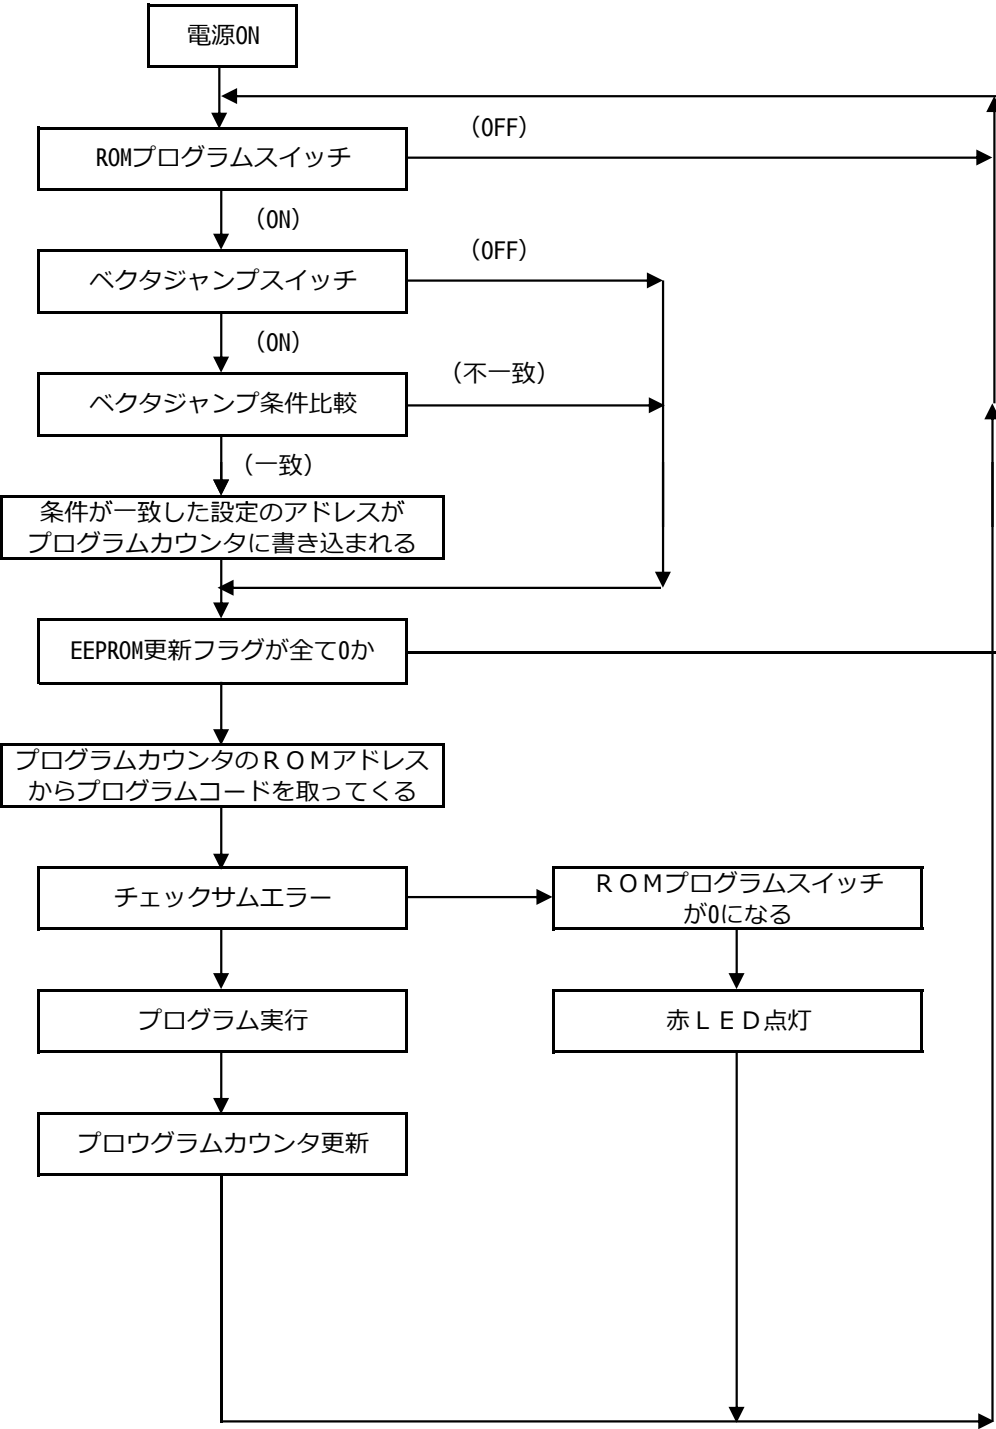 電源ON
(OFF)
ROMプログラムスイッチ
(ON)
(OFF)
ベクタジャンプスイッチ
(ON)
(不一致)
ベクタジャンプ条件比較
(一致)
条件が一致した設定のアドレスが
プログラムカウンタに書き込まれる
EEPROM更新フラグが全て0か
プログラムカウンタのＲＯＭアドレス
からプログラムコードを取ってくる
チェックサムエラー
ＲＯＭプログラムスイッチ
が0になる
プログラム実行
赤ＬＥＤ点灯
プロウグラムカウンタ更新